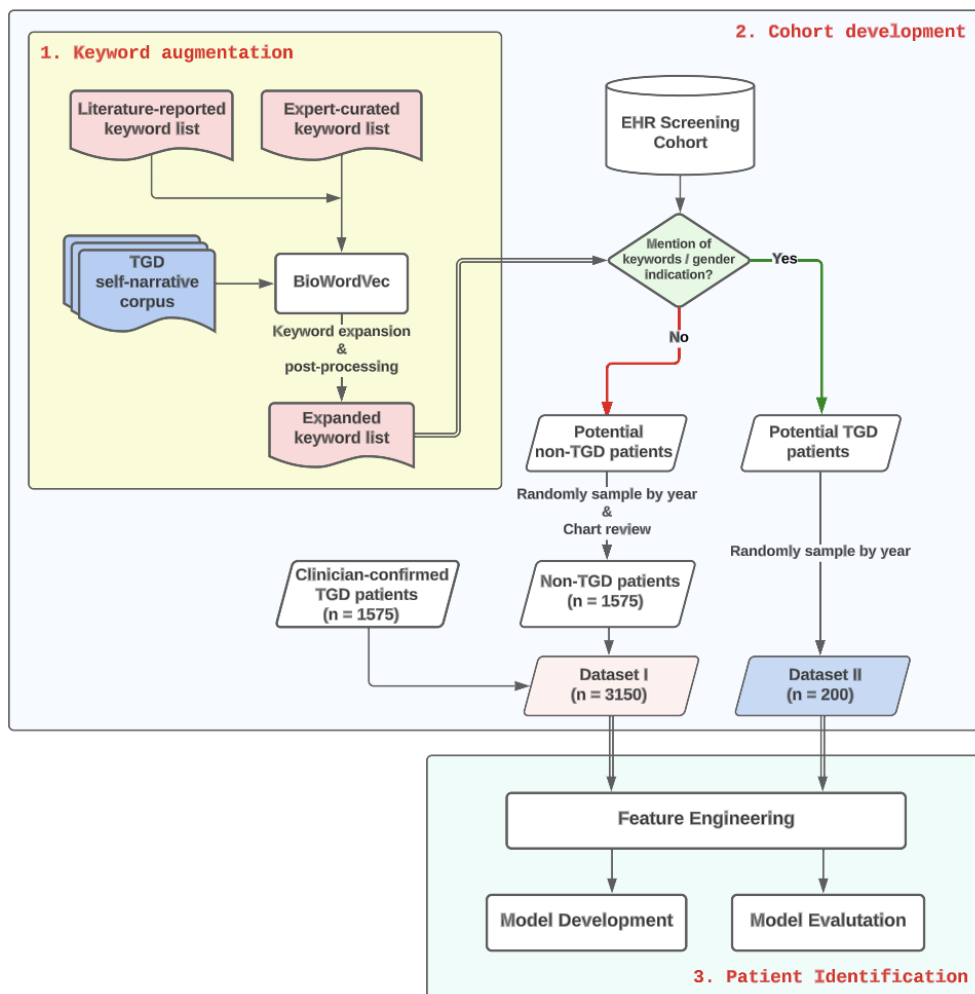 2. Cohort development
1. Keyword augmentation
Literature-reported
keyword list
Expert-curated
keyword list
EHR Screening
Cohort
TGD
self-narrative
corpus
BioWordVec
Mention of
keywords / gender
indication?
Yes
No
Keyword expansion
&
post-processing
Expanded
keyword list
Potential
non-TGD patients
Potential TGD
patients
Randomly sample by year
&
Chart review
Randomly sample by year
Clinician-confirmed
TGD patients
(n = 1575)
Non-TGD patients
(n = 1575)
Dataset I
(n = 3150)
Dataset II
(n = 200)
Feature Engineering
Model Development
Model Evalutation
3. Patient Identification